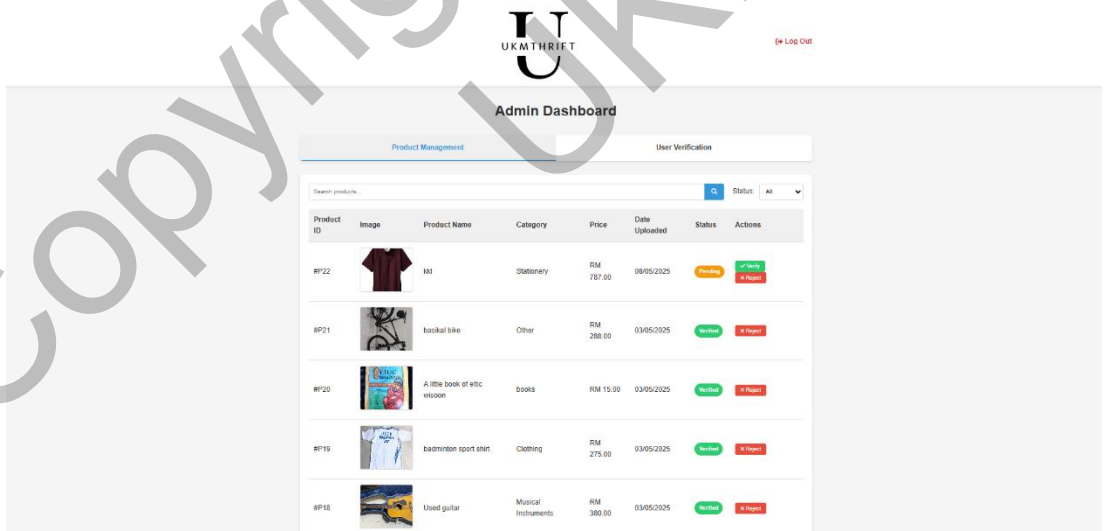 Copyright
UK
U
UKMTHRIFT
U
Log Out
Admin Dashboard
Product Management
User Verification
Search products...
Status: All
Product ID Image Product Name Category Price Date Uploaded Status Actions
#P22 kkl Stationery RM 787.00 08/05/2025 Pending Verify
Reject
#P21 basikal bike Other RM 288.00 03/05/2025 Verified Reject
#P20 A little book of eltic wisoon books RM 15.00 03/05/2025 Verified Reject
#P19 badminton sport shirt Clothing RM 275.00 03/05/2025 Verified Reject
#P18 Used guitar Musical Instruments RM 380.00 03/05/2025 Verified Reject